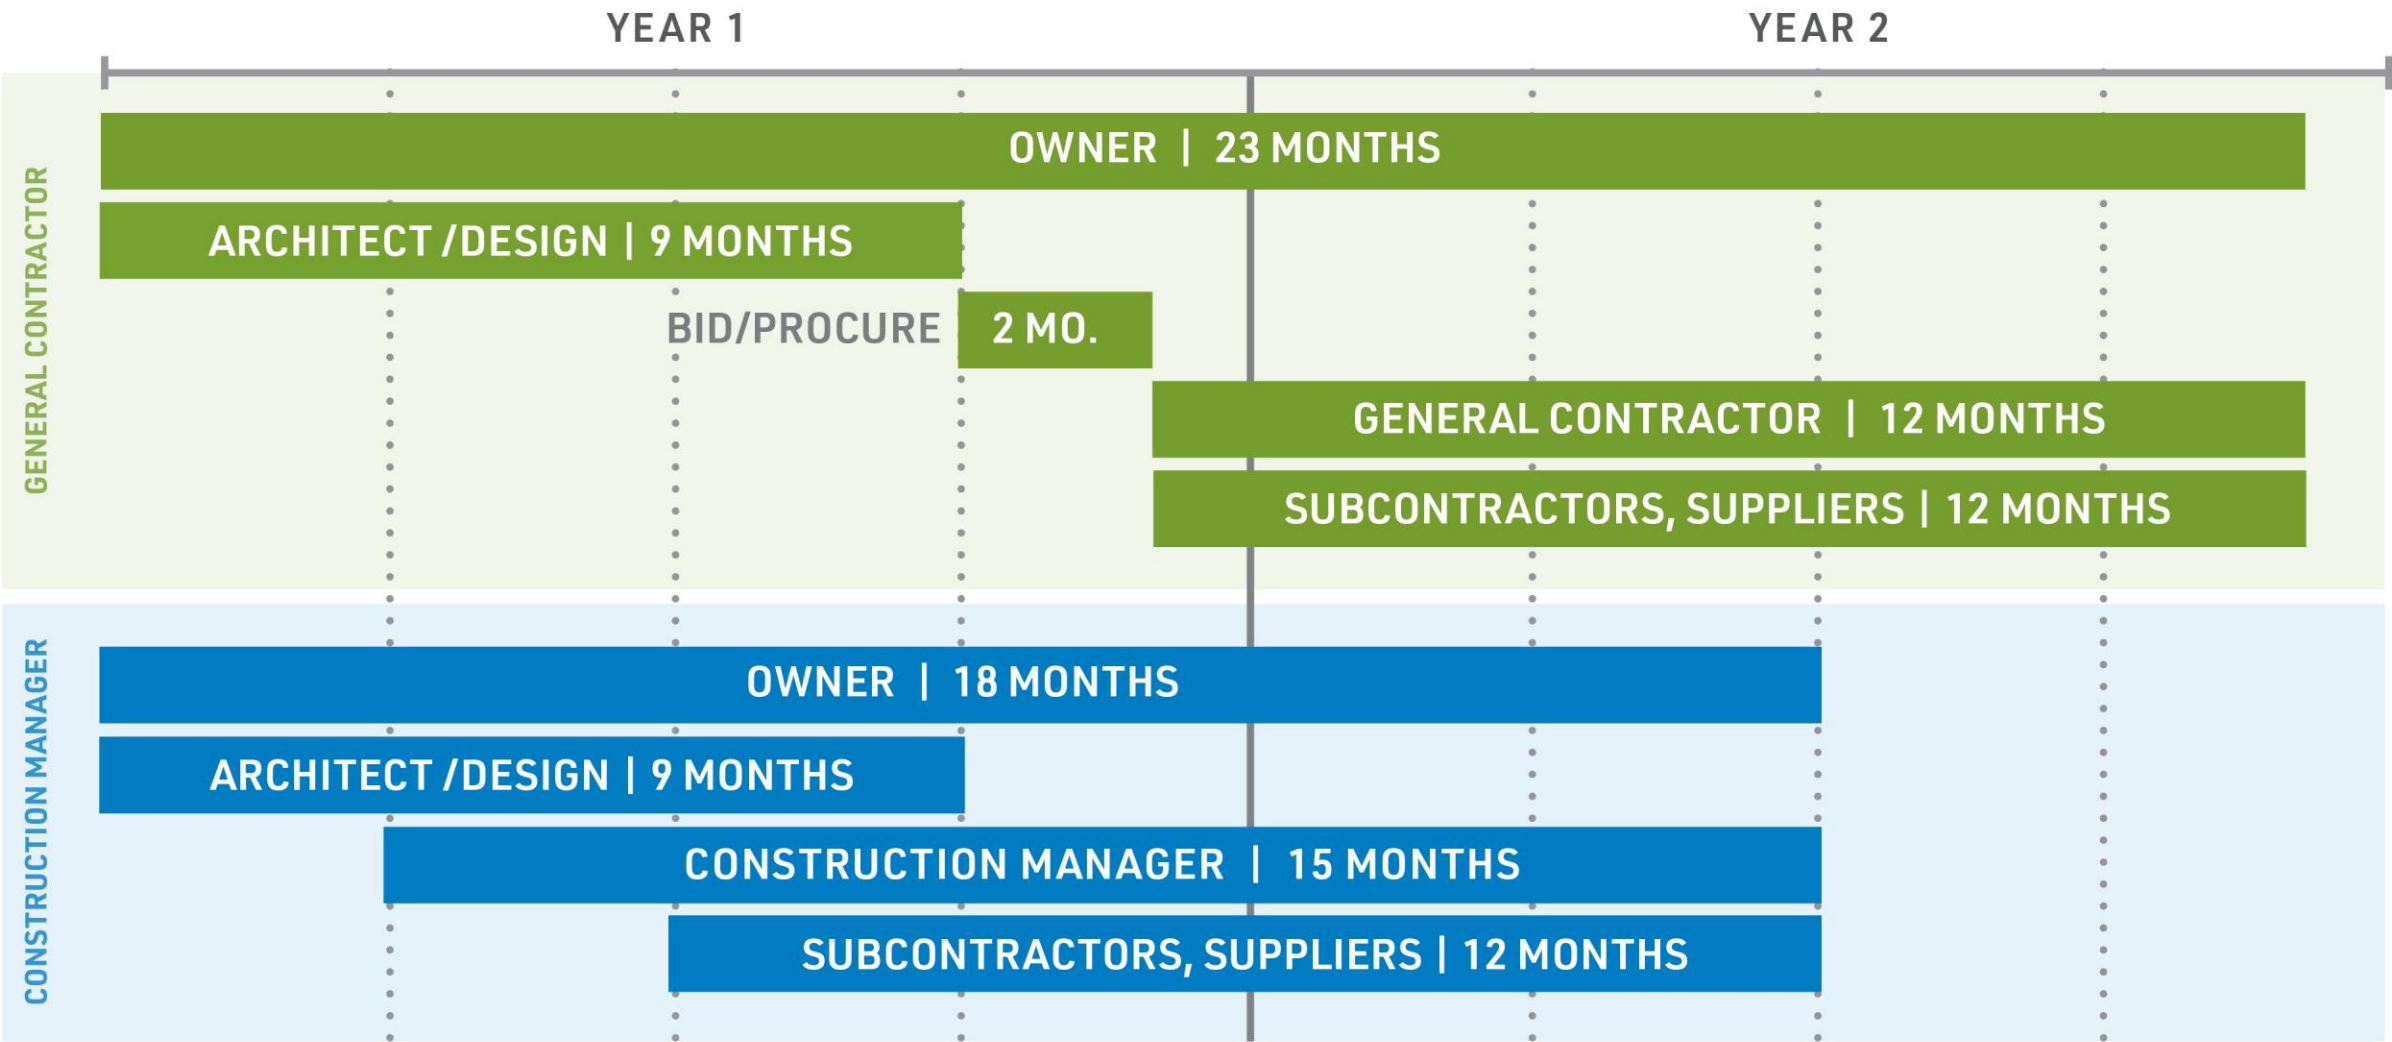 YEAR 1
YEAR 2
GENERAL CONTRACTOR
OWNER | 23 MONTHS
ARCHITECT /DESIGN | 9 MONTHS
BID/PROCURE 2 MO.
GENERAL CONTRACTOR | 12 MONTHS
SUBCONTRACTORS, SUPPLIERS | 12 MONTHS
CONSTRUCTION MANAGER
OWNER | 18 MONTHS
ARCHITECT /DESIGN | 9 MONTHS
CONSTRUCTION MANAGER | 15 MONTHS
SUBCONTRACTORS, SUPPLIERS | 12 MONTHS